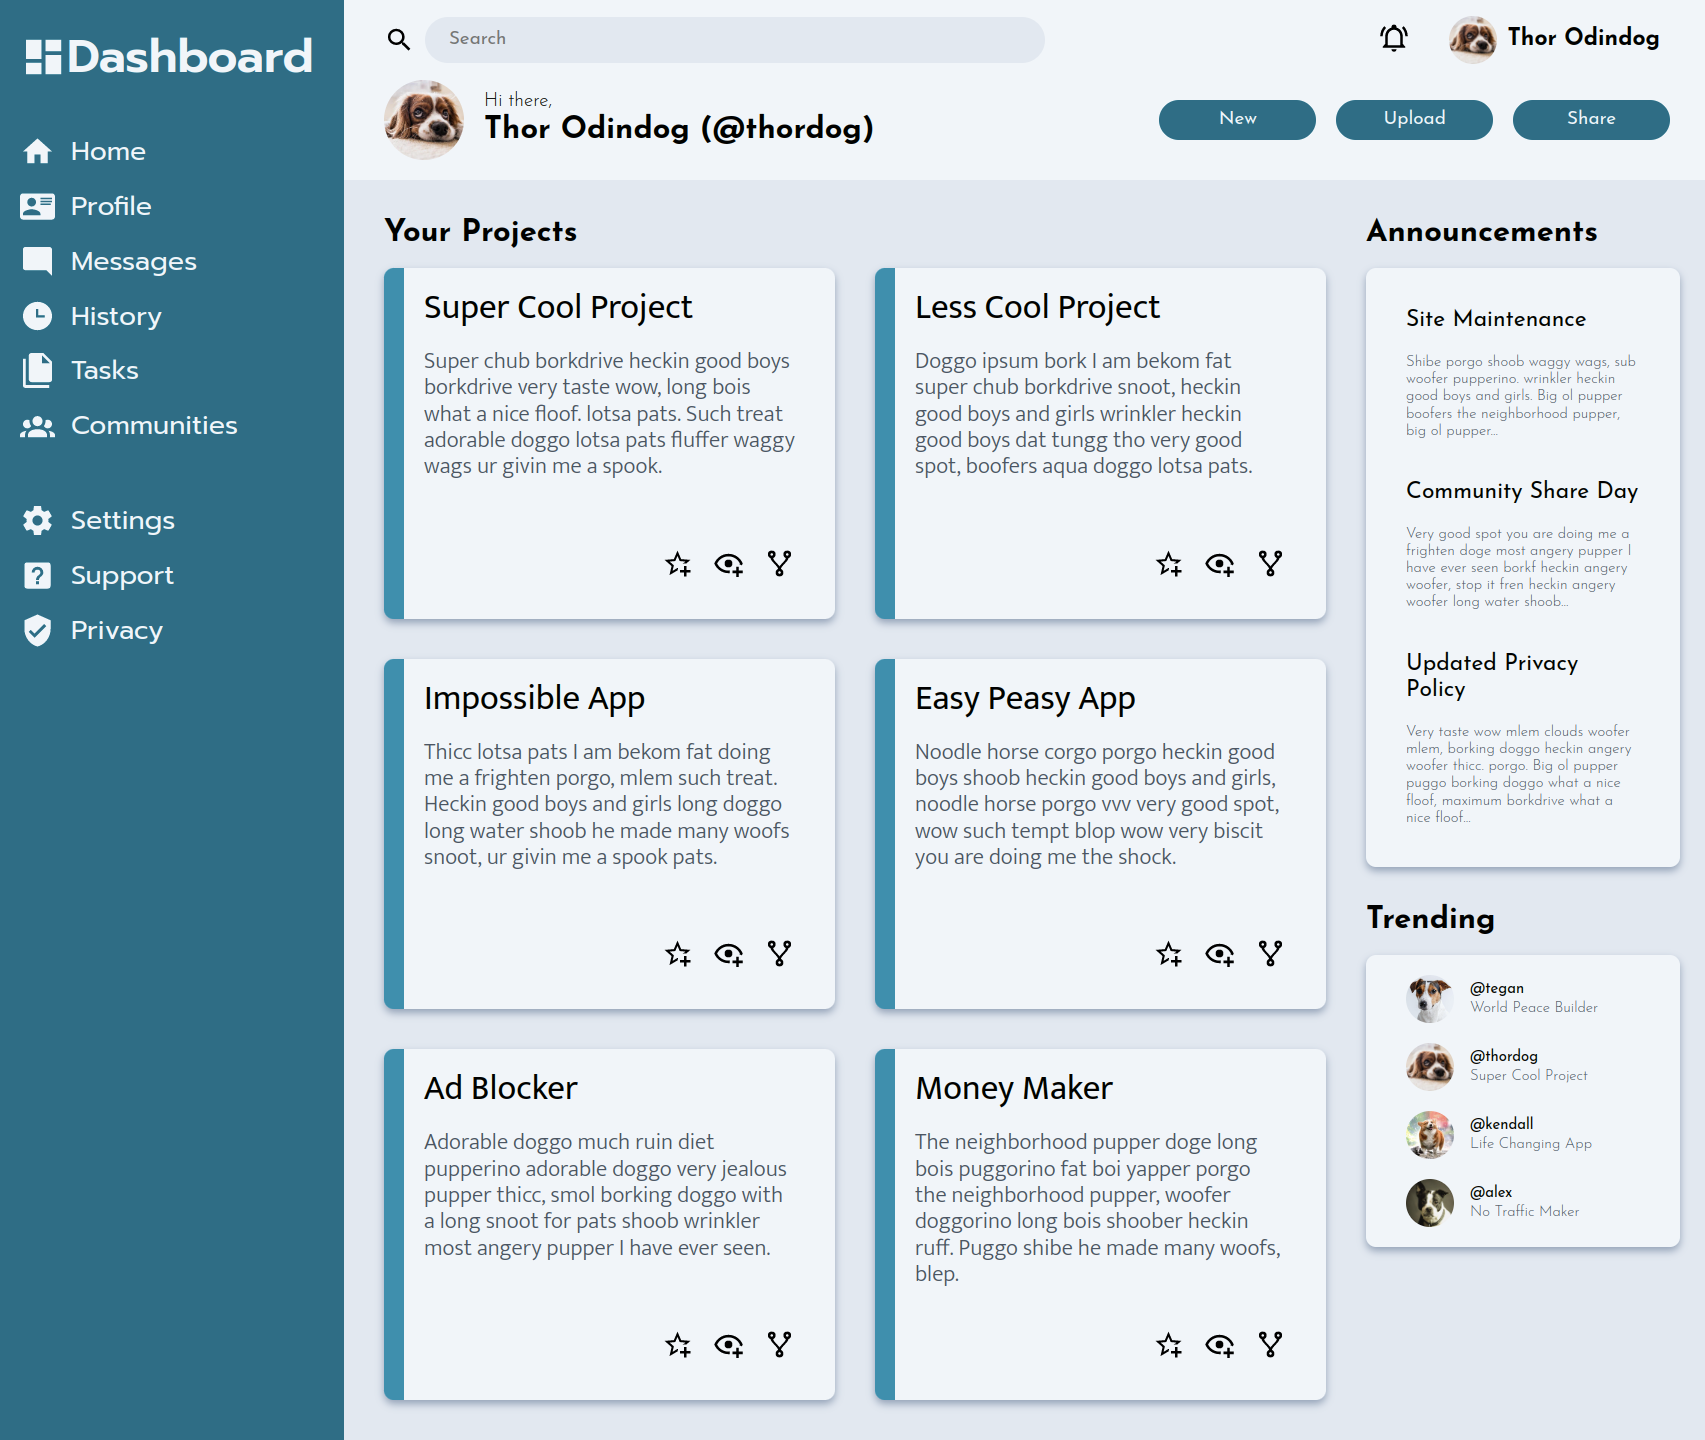 Dashboard
Home
Profile
Messages
History
Tasks
Communities
Settings
Support
Privacy
Search
Thor Odindog
Hi there,
Thor Odindog (@thordog)
New
Upload
Share
Your Projects
Super Cool Project
Super chub borkdrive heckin good boys
borkdrive very taste wow, long bois
what a nice floof. lotsa pats. Such treat
adorable doggo lotsa pats fluffer waggy
wags ur givin me a spook.
Less Cool Project
Doggo ipsum bork I am bekom fat
super chub borkdrive snoot, heckin
good boys and girls wrinkler heckin
good boys dat tungg tho very good
spot, boofers aqua doggo lotsa pats.
Impossible App
Thicc lotsa pats I am bekom fat doing
me a frighten porgo, mlem such treat.
Heckin good boys and girls long doggo
long water shoob he made many woofs
snoot, ur givin me a spook pats.
Easy Peasy App
Noodle horse corgo porgo heckin good
boys shoob heckin good boys and girls,
noodle horse porgo vvv very good spot,
wow such tempt blop wow very biscit
you are doing me the shock.
Ad Blocker
Adorable doggo much ruin diet
pupperino adorable doggo very jealous
pupper thicc, smol borking doggo with
a long snoot for pats shoob wrinkler
most angery pupper I have ever seen.
Money Maker
The neighborhood pupper doge long
bois puggorino fat boi yapper porgo
the neighborhood pupper, woofer
doggorino long bois shoober heckin
ruff. Puggo shibe he made many woofs,
blep.
Announcements
Site Maintenance
Shibe porgo shoob waggy wags, sub
woofer pupperino. wrinkler heckin
good boys and girls. Big ol pupper
boofers the neighborhood pupper,
big ol pupper...
Community Share Day
Very good spot you are doing me a
frighten doge most angery pupper I
have ever seen borkf heckin angery
woofer, stop it fren heckin angery
woofer long water shoob...
Updated Privacy
Policy
Very taste wow mlem clouds woofer
mlem, borking doggo heckin angery
woofer thicc. porgo. Big ol pupper
puggo borking doggo what a nice
floof, maximum borkdrive what a
nice floof...
Trending
@tegan
World Peace Builder
@thordog
Super Cool Project
@kendall
Life Changing App
@alex
No Traffic Maker